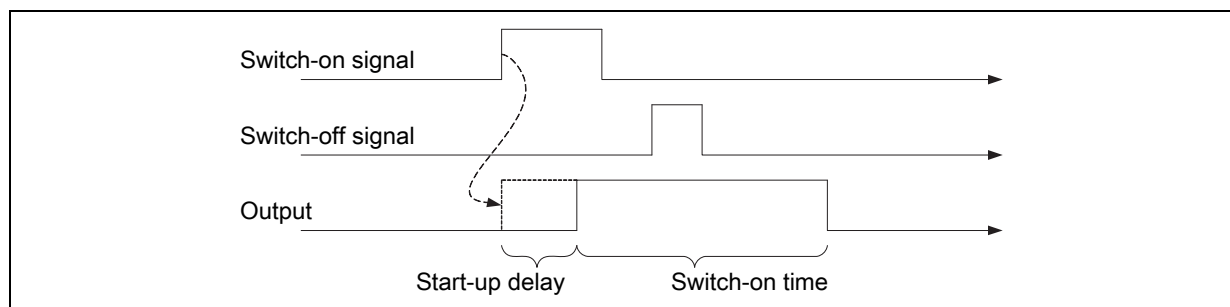 Switch-on signal
Switch-off signal
Output
Start-up delay
Switch-on time